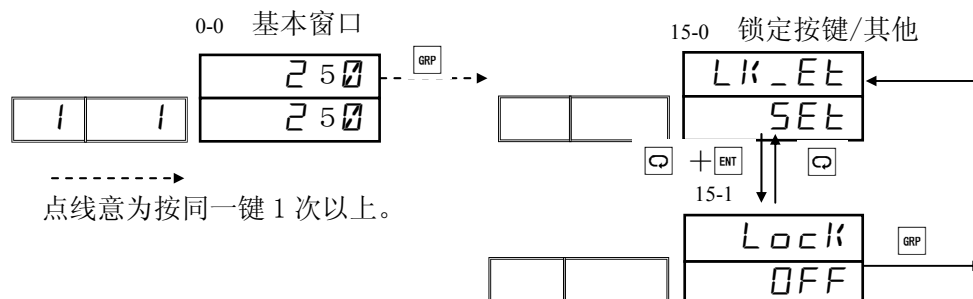 0-0 基本窗口
250
GRP
1 1
250
点线意为按同一键1次以上。
15-0 锁定按键/其他
LK_Et
SEt
+ENT
15-1
Lock
GRP
OFF